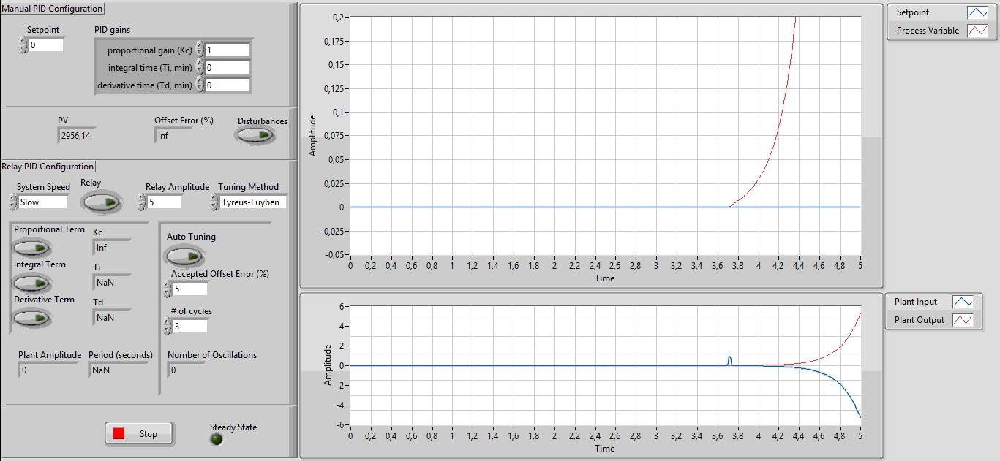 Manual PID Configuration
Setpoint
0
PID gains
proportional gain (Kc) 1
integral time (Ti, min) 0
derivative time (Td, min) 0
PV
2956,14
Offset Error (%)
Inf
Disturbances
Relay PID Configuration
System Speed
Slow
Relay
Relay Amplitude
5
Tuning Method
Tyreus-Luyben
Proportional Term
Kc
Inf
Integral Term
Ti
NaN
Derivative Term
Td
NaN
Plant Amplitude
0
Period (seconds)
NaN
Auto Tuning
Accepted Offset Error (%)
5
# of cycles
3
Number of Oscillations
0
Stop
Steady State
Amplitude
0,2
0,175
0,15
0,125
0,1
0,075
0,05
0,025
0
-0,025
-0,05
0 0,2 0,4 0,6 0,8 1 1,2 1,4 1,6 1,8 2 2,2 2,4 2,6 2,8 3 3,2 3,4 3,6 3,8 4 4,2 4,4 4,6 4,8 5
Time
Setpoint
Process Variable
Amplitude
6
4
2
0
-2
-4
-6
0 0,2 0,4 0,6 0,8 1 1,2 1,4 1,6 1,8 2 2,2 2,4 2,6 2,8 3 3,2 3,4 3,6 3,8 4 4,2 4,4 4,6 4,8 5
Time
Plant Input
Plant Output